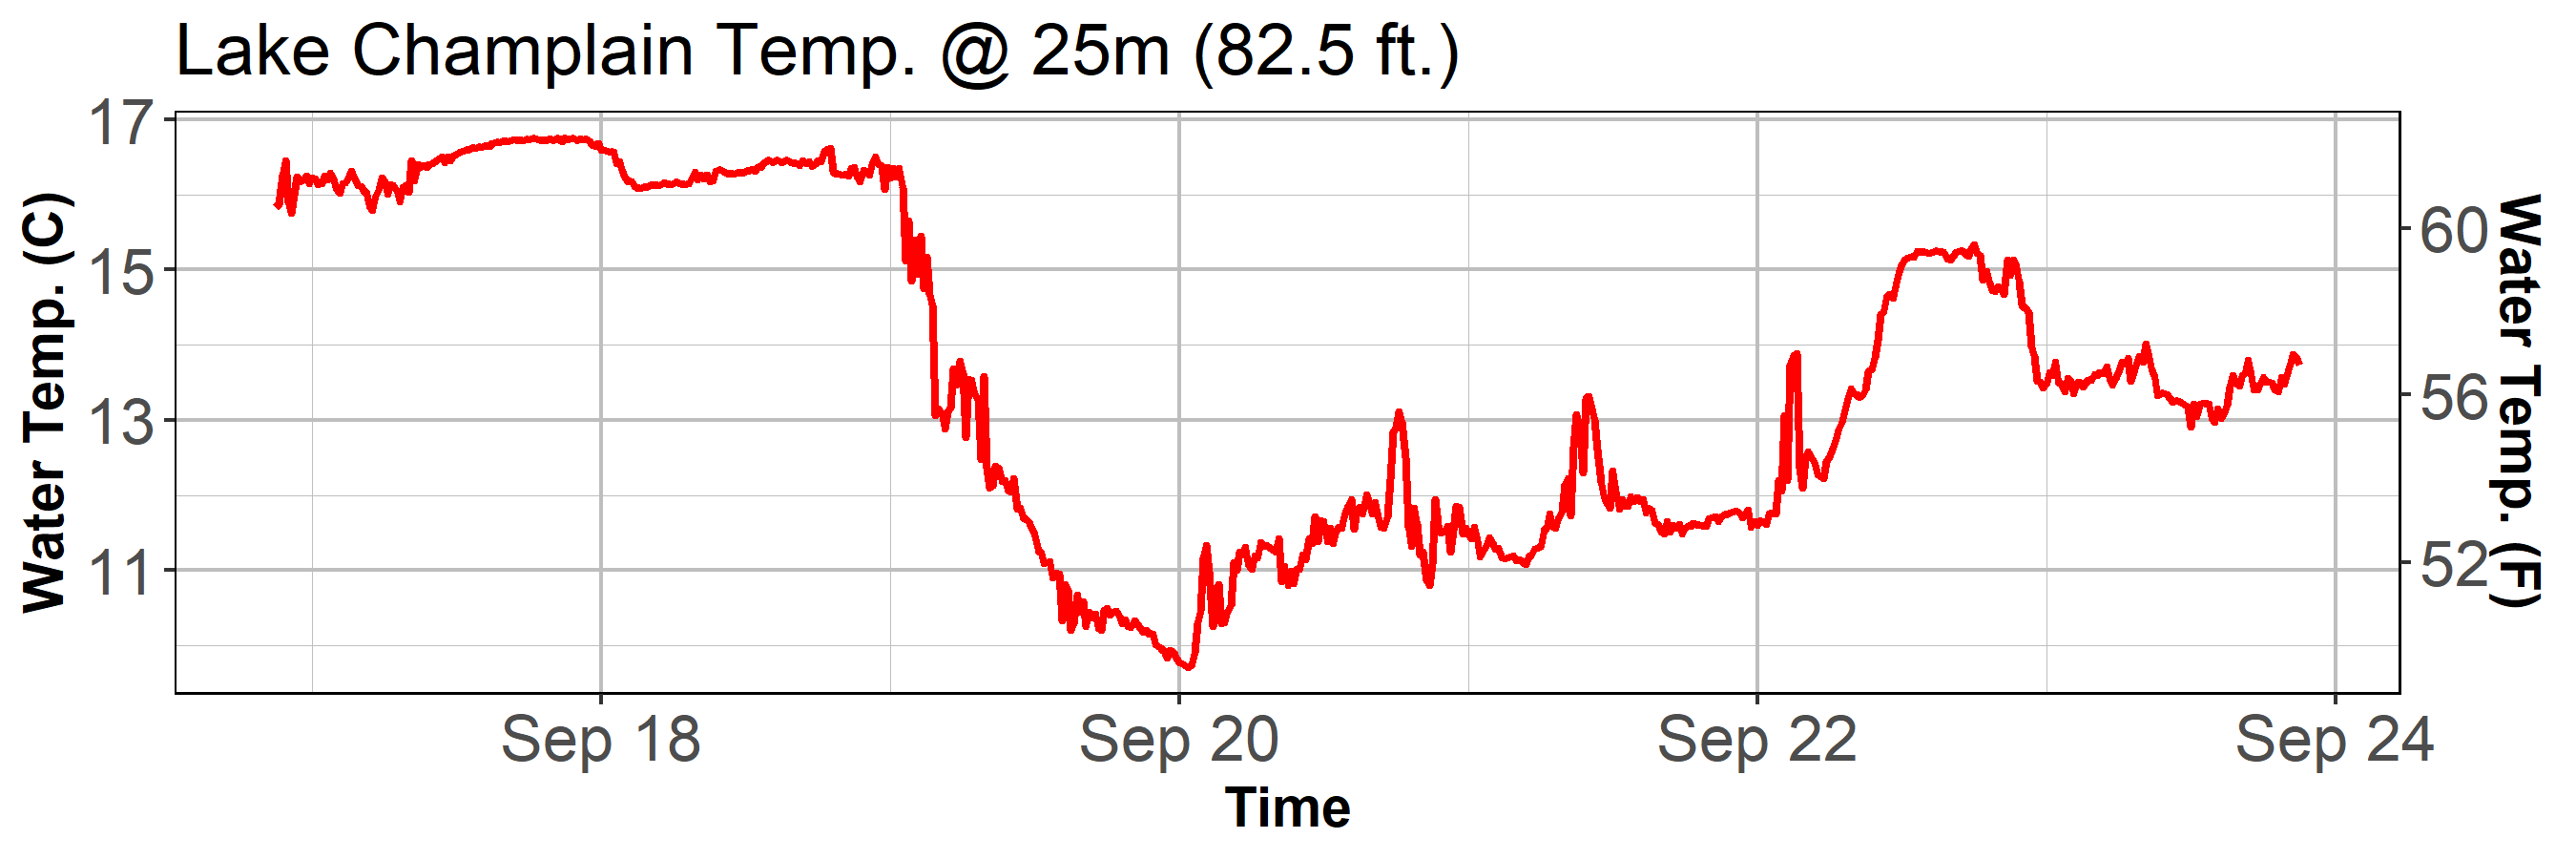 Lake Champlain Temp. @ 25m (82.5 ft.)
17
15
13
11
Water Temp. (C)
60
56
52
Water Temp. (F)
Sep 18 Sep 20 Sep 22 Sep 24
Time